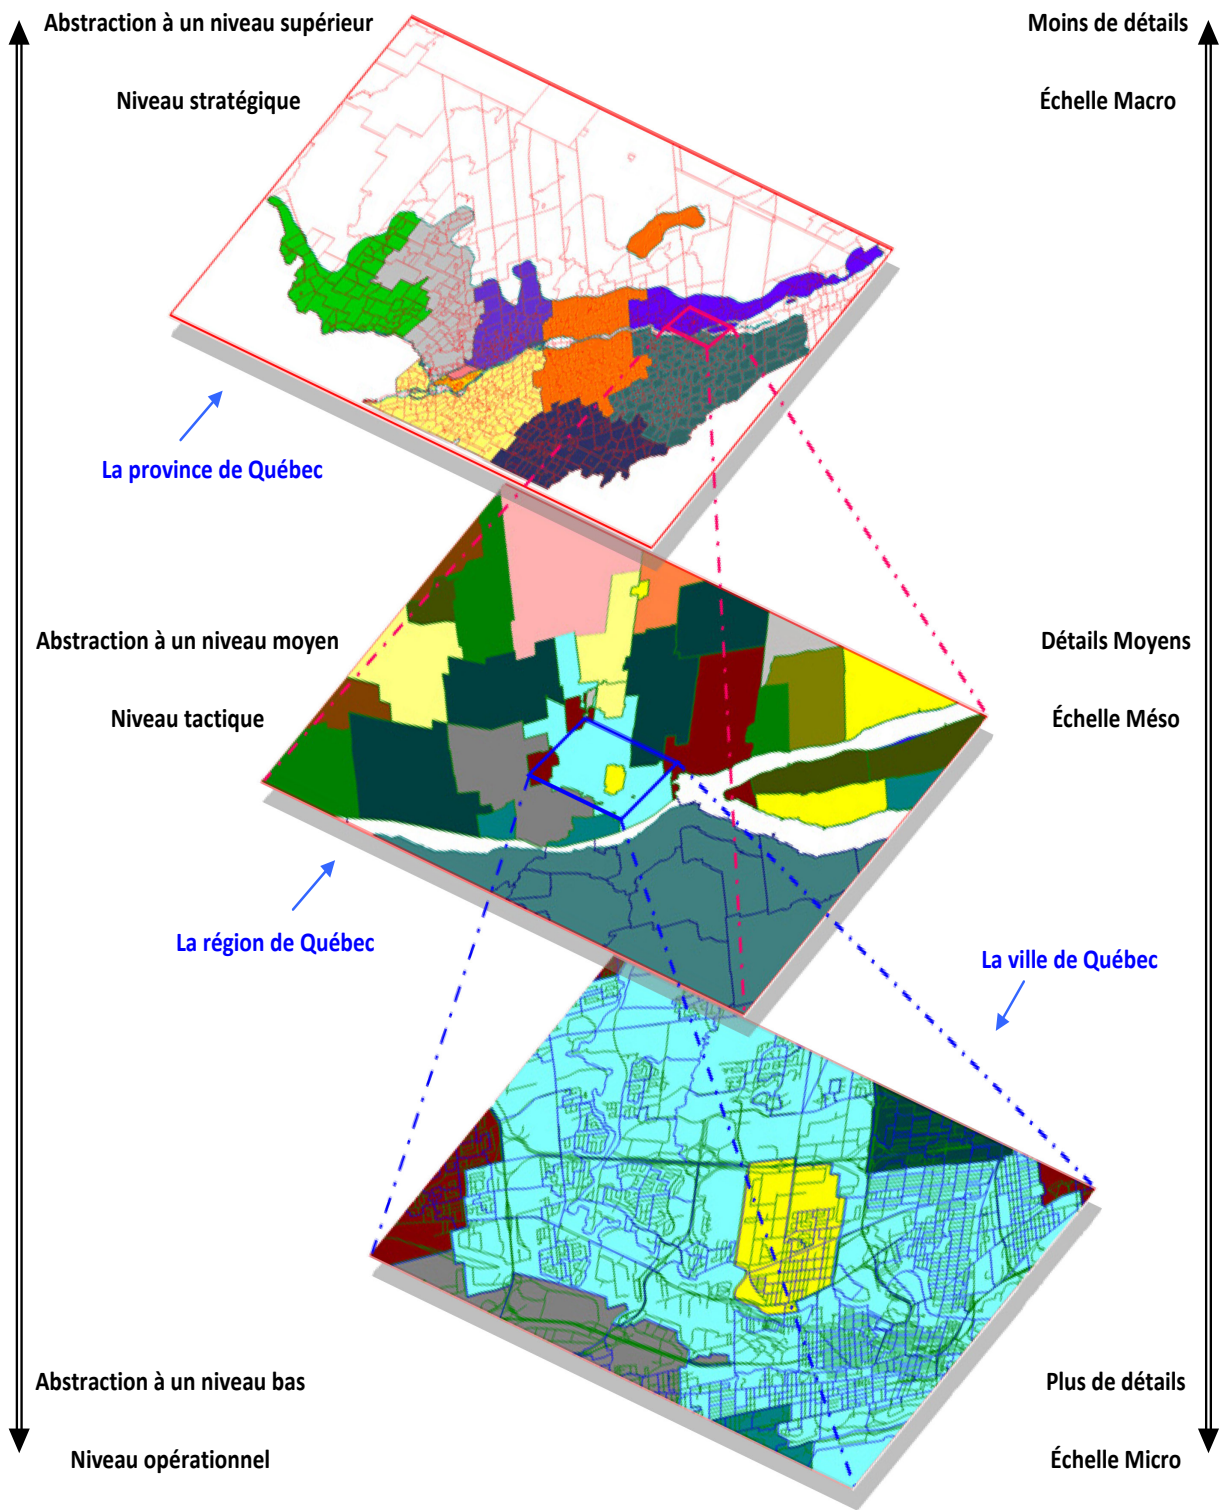 Abstraction à un niveau supérieur
Moins de détails
Niveau stratégique
Échelle Macro
La province de Québec
Abstraction à un niveau moyen
Détails Moyens
Niveau tactique
Échelle Méso
La région de Québec
La ville de Québec
Abstraction à un niveau bas
Plus de détails
Niveau opérationnel
Échelle Micro